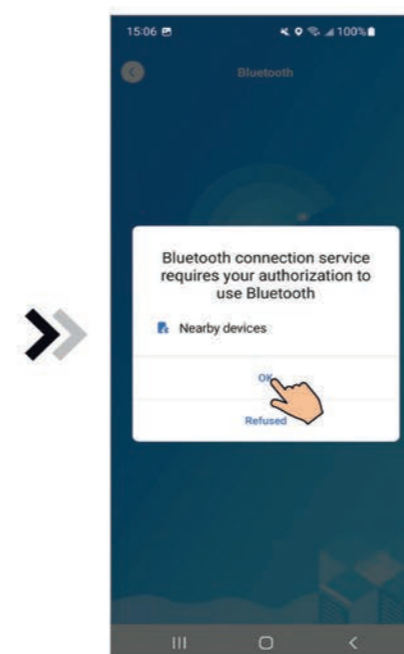 15:06 100%
Bluetooth
Bluetooth connection service
requires your authorization to
use Bluetooth
Nearby devices
OK
Refused